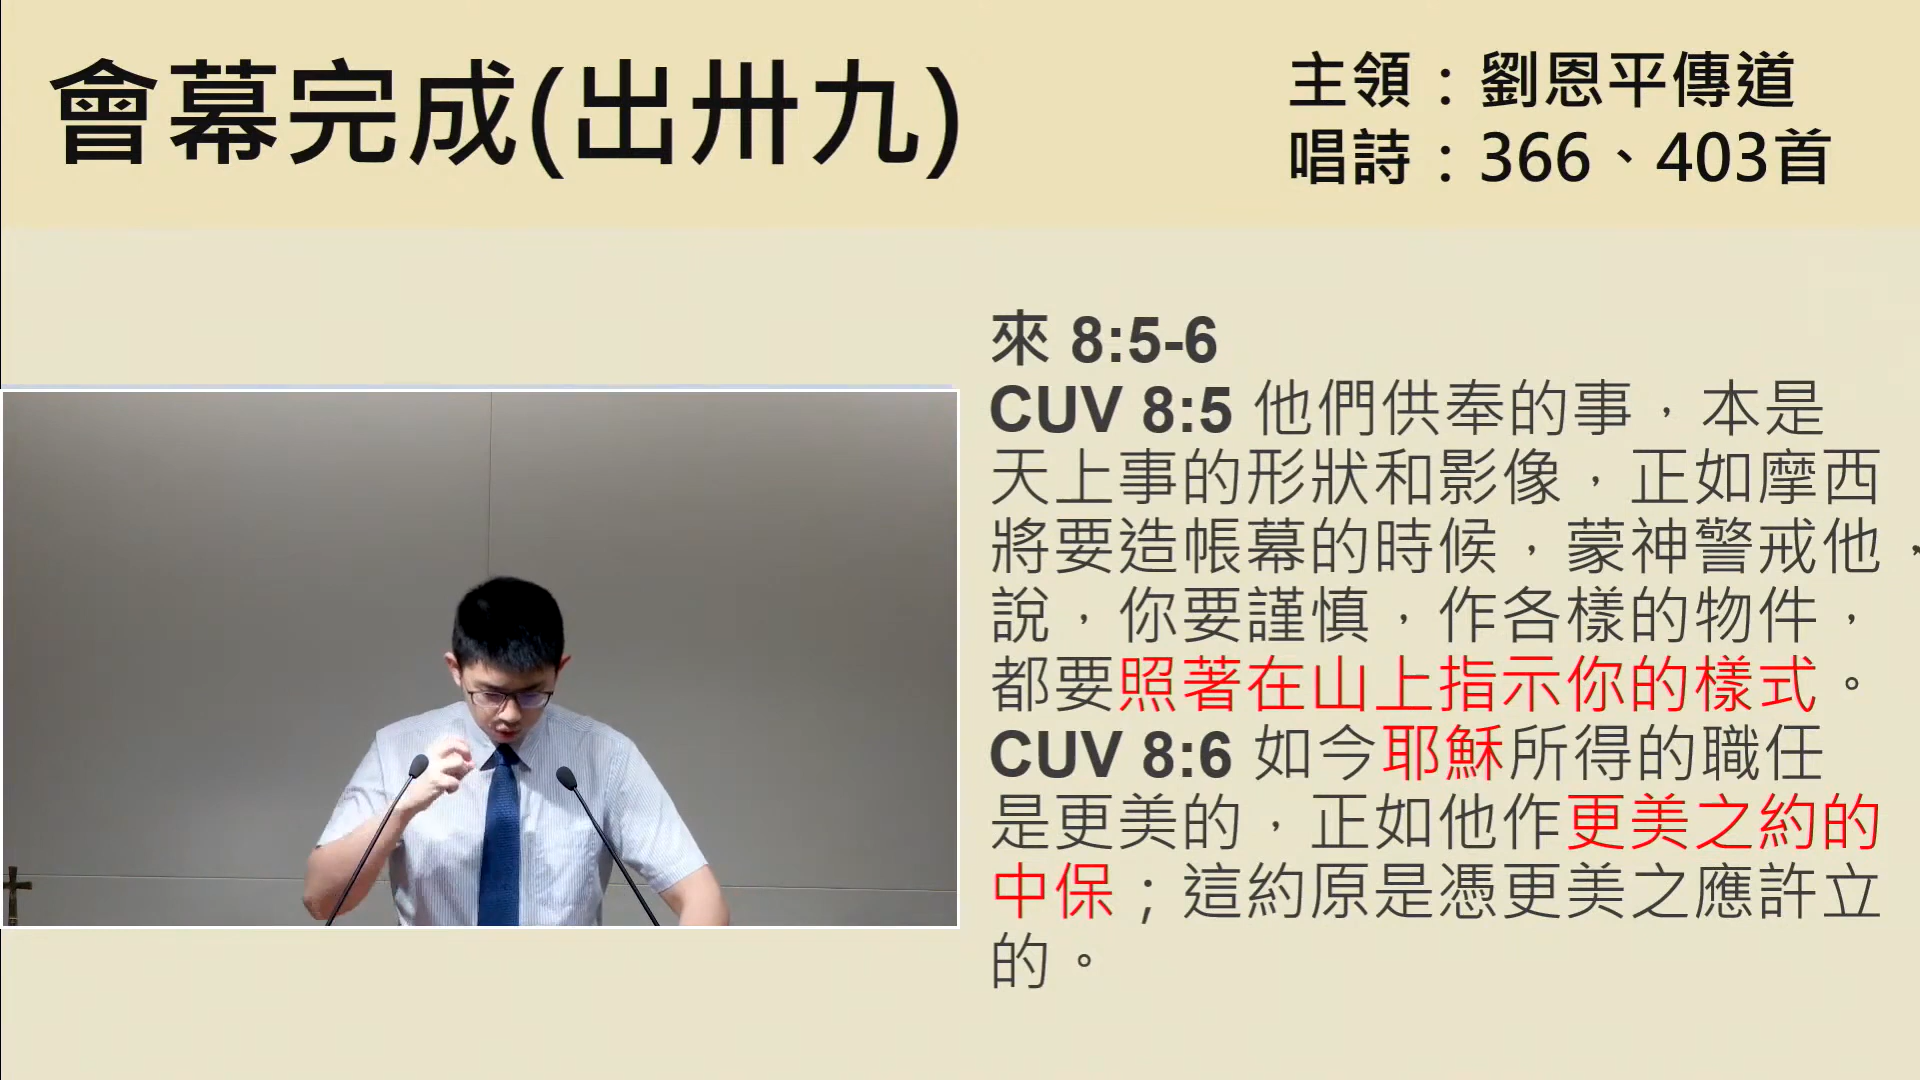 會幕完成(出卅九)
主領：劉恩平傳道
唱詩：366、403首
來 8:5-6
CUV 8:5 他們供奉的事，本是
天上事的形狀和影像，正如摩西
將要造帳幕的時候，蒙神警戒他，
說，你要謹慎，作各樣的物件，
都要照著在山上指示你的樣式。
CUV 8:6 如今耶穌所得的職任
是更美的，正如他作更美之約的
中保；這約原是憑更美之應許立
的。